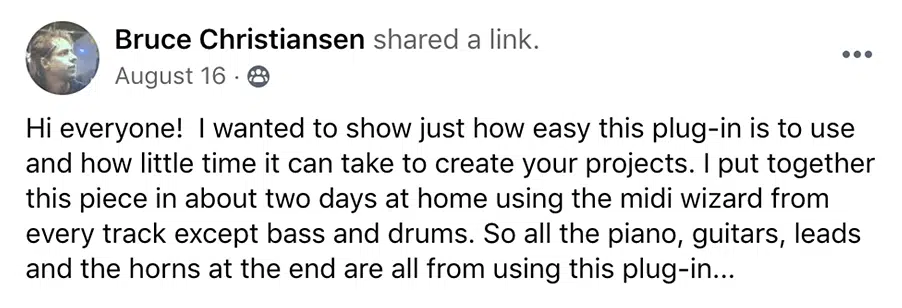 Bruce Christiansen shared a link.
August 16 ·
Hi everyone!  I wanted to show just how easy this plug-in is to use
and how little time it can take to create your projects. I put together
this piece in about two days at home using the midi wizard from
every track except bass and drums. So all the piano, guitars, leads
and the horns at the end are all from using this plug-in...